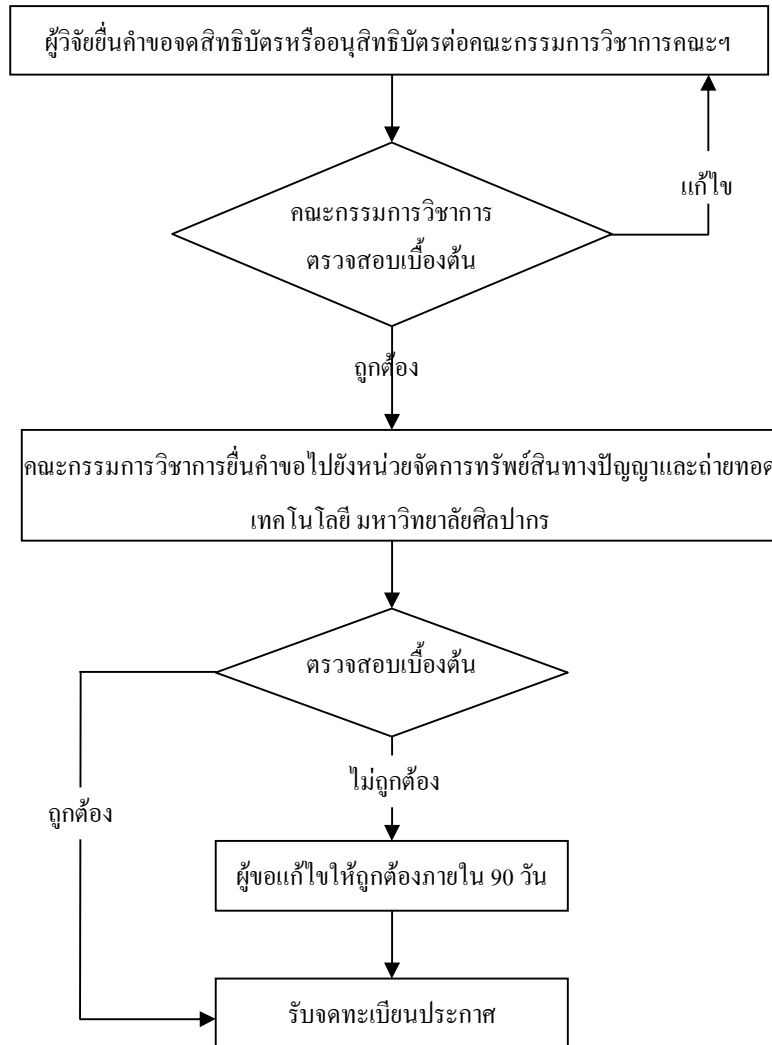 ผู้วิจัยยื่นคำขอจดสิทธิบัตรหรืออนุสิทธิบัตรต่อคณะกรรมการวิชาการคณะฯ
แก้ไข
คณะกรรมการวิชาการ
ตรวจสอบเบื้องต้น
ถูกต้อง
คณะกรรมการวิชาการยื่นคำขอไปยังหน่วยจัดการทรัพย์สินทางปัญญาและถ่ายทอด
เทคโนโลยี มหาวิทยาลัยศิลปากร
ตรวจสอบเบื้องต้น
ไม่ถูกต้อง
ถูกต้อง
ผู้ขอแก้ไขให้ถูกต้องภายใน 90 วัน
รับจดทะเบียนประกาศ